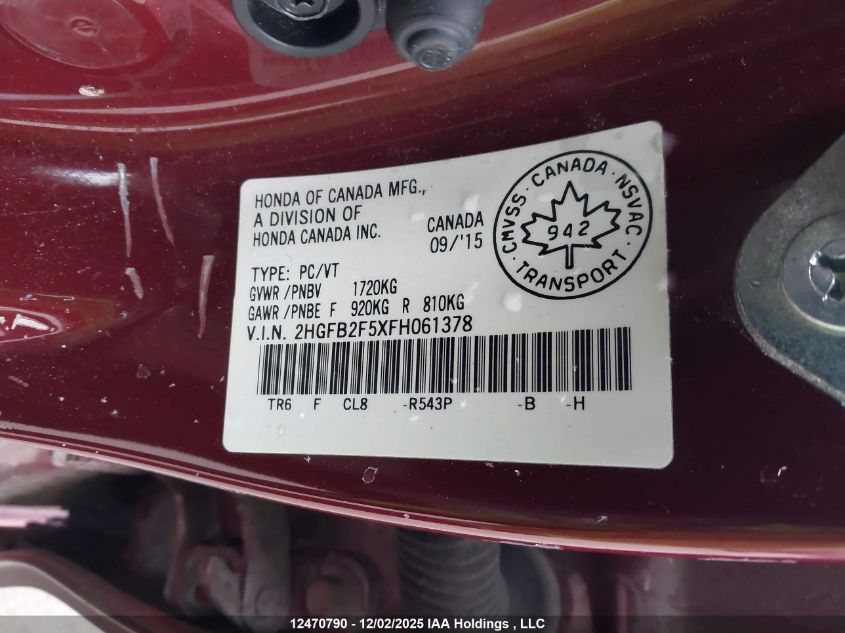 HONDA OF CANADA MFG.,
A DIVISION OF
HONDA CANADA INC.
CANADA
09/'15
TYPE: PC/VT
GVWR/PNBV 1720KG
GAWR/PNBE F 920KG R 810KG
V.I.N. 2HGFB2F5XFH061378
TR6 F CL8 -R543P -B -H
CMVSS · CANADA · NSVAC
942
· TRANSPORT ·
12470790 - 12/02/2025 IAA Holdings , LLC